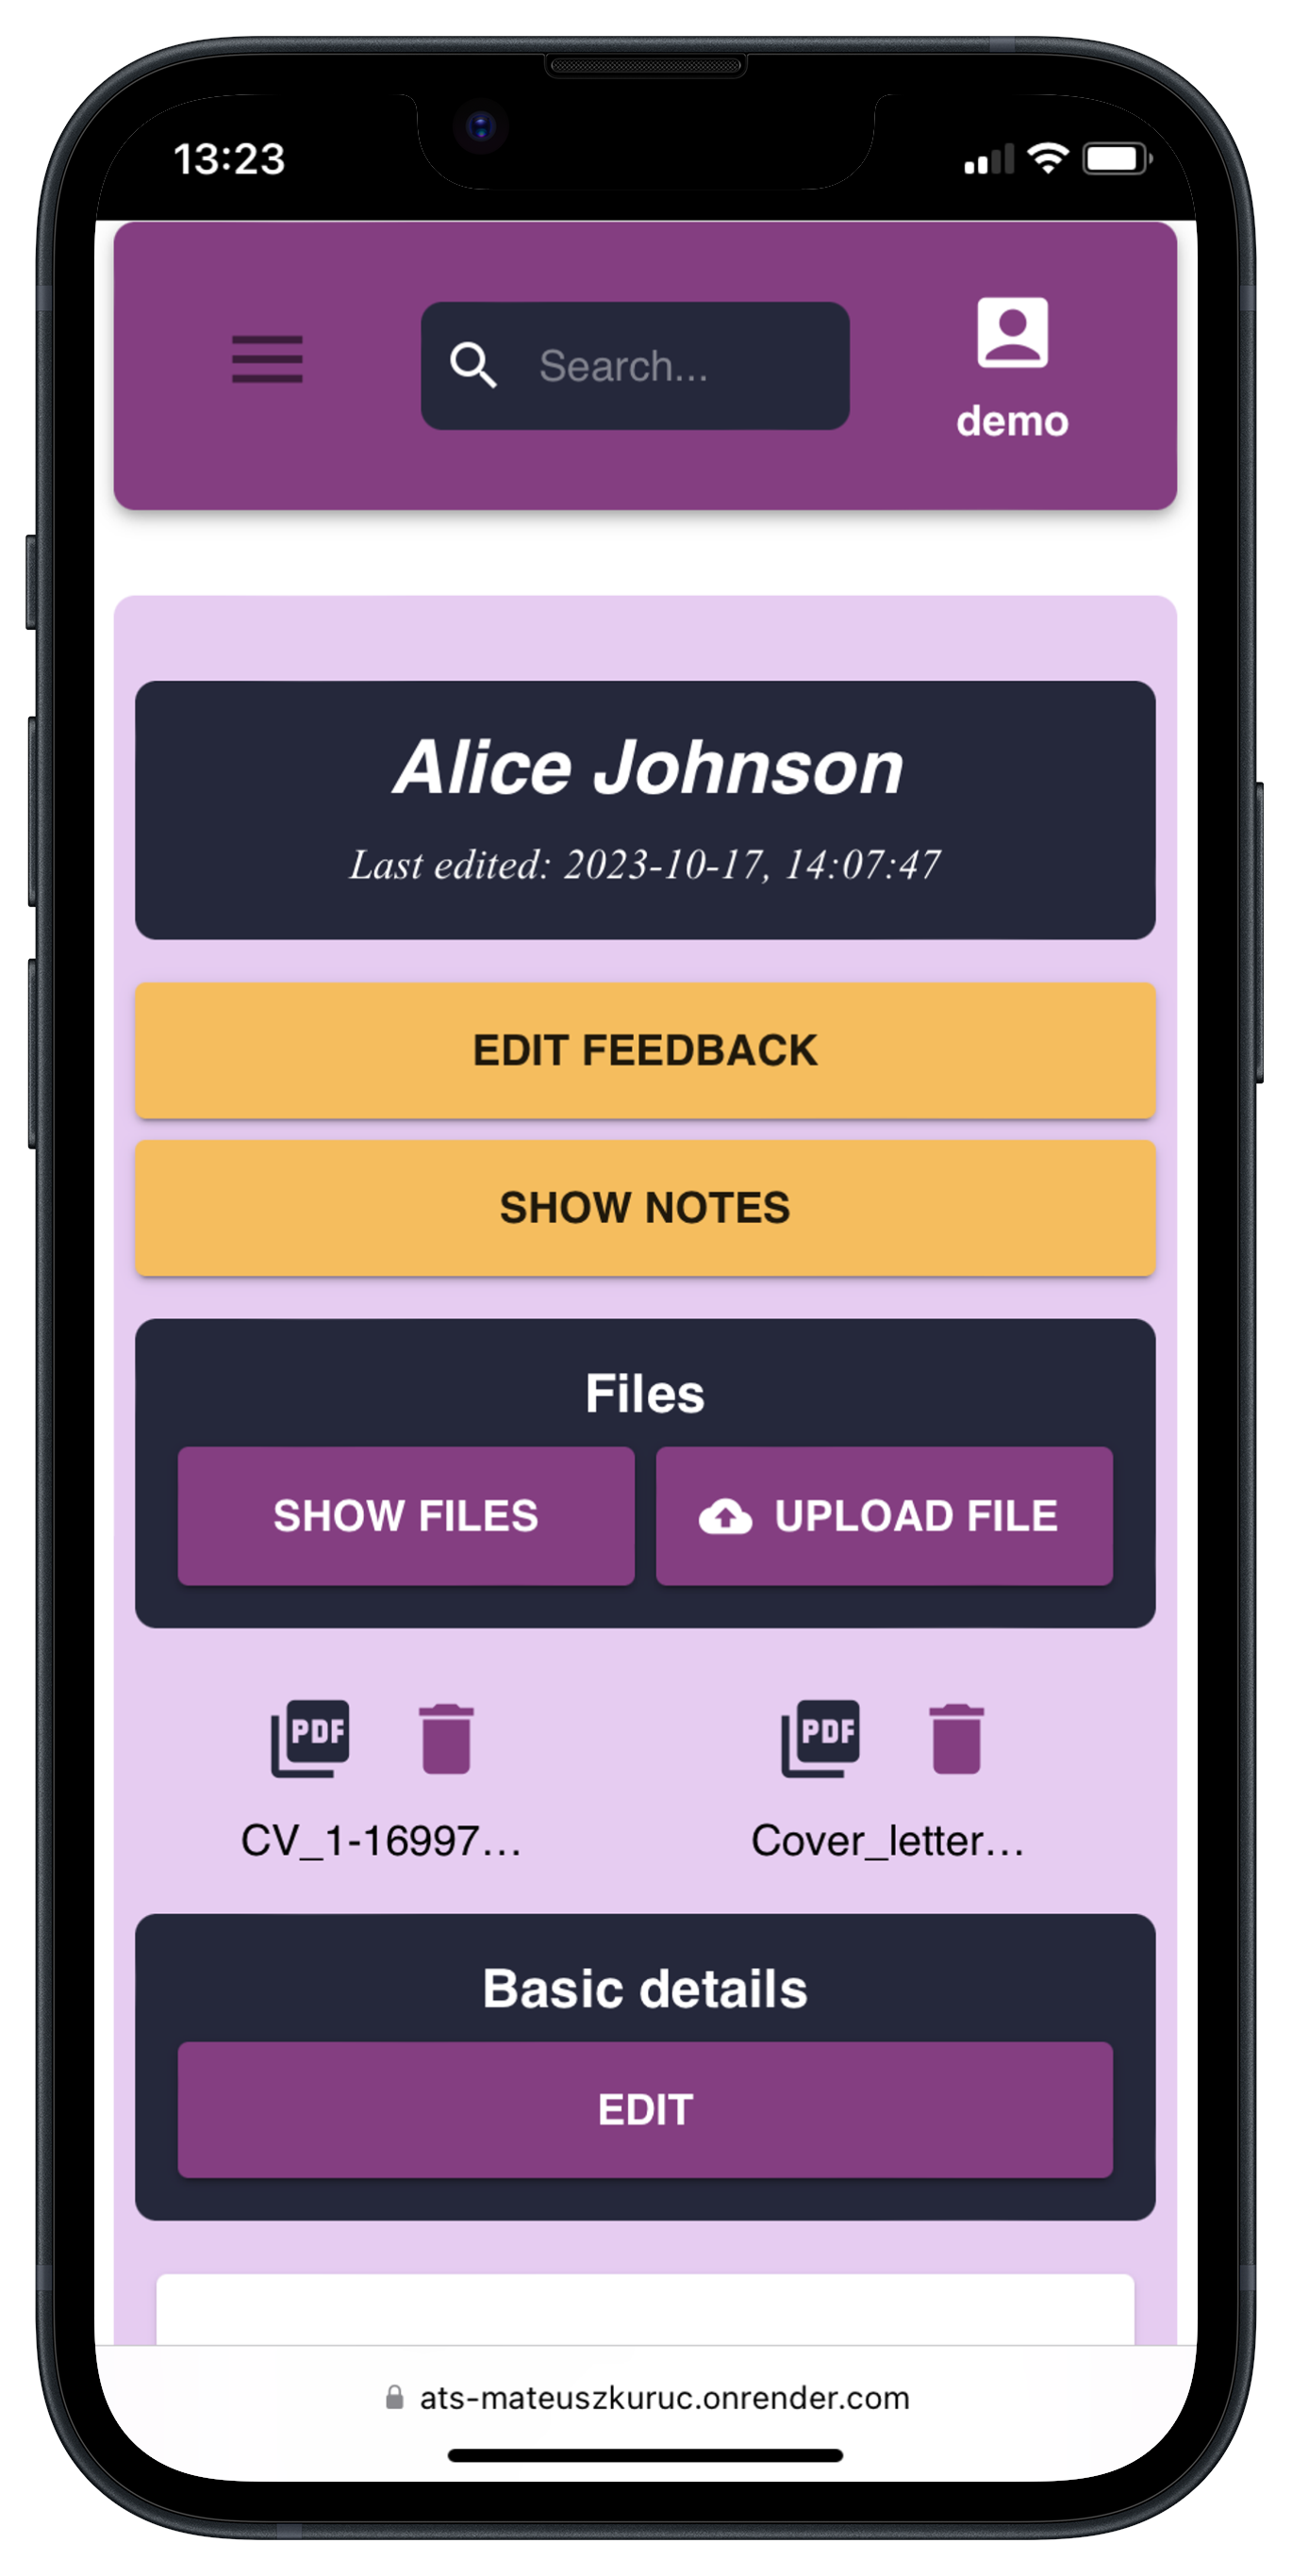 13:23
Search...
demo
Alice Johnson
Last edited: 2023-10-17, 14:07:47
EDIT FEEDBACK
SHOW NOTES
Files
SHOW FILES
UPLOAD FILE
PDF
PDF
CV_1-16997...
Cover_letter...
Basic details
EDIT
ats-mateuszkuruc.onrender.com